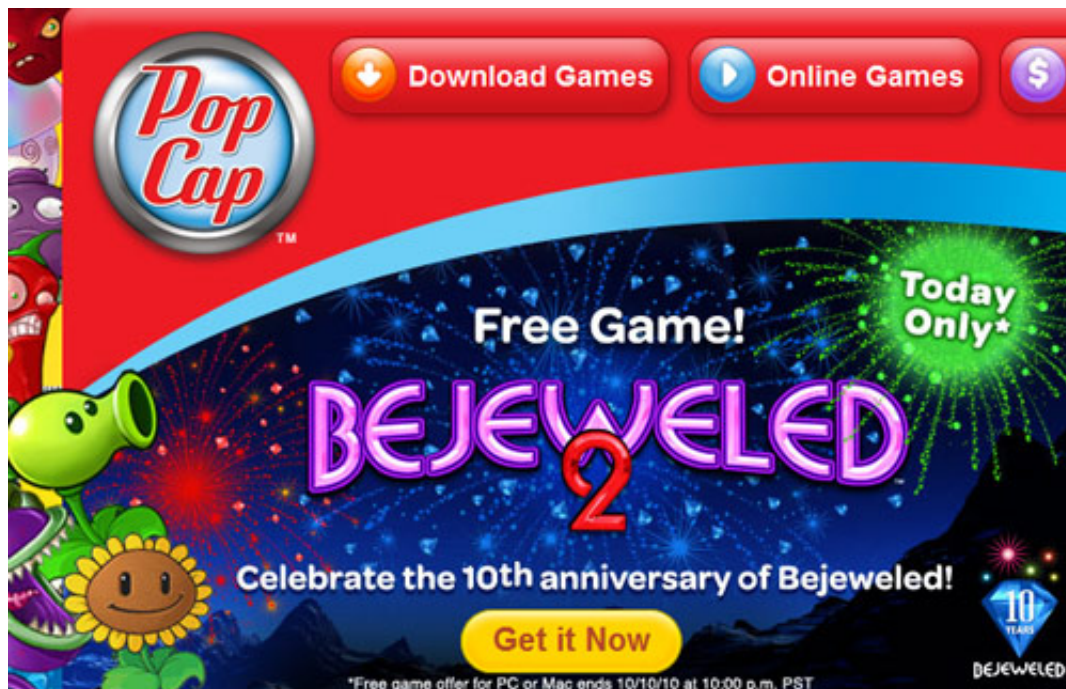 Pop
Cap
TM
Download Games
Online Games
$
Today
Only*
Free Game!
BEJEWELED
2
Celebrate the 10th anniversary of Bejeweled!
Get it Now
*Free game offer for PC or Mac ends 10/10/10 at 10:00 p.m. PST
10
YEARS
BEJEWELED